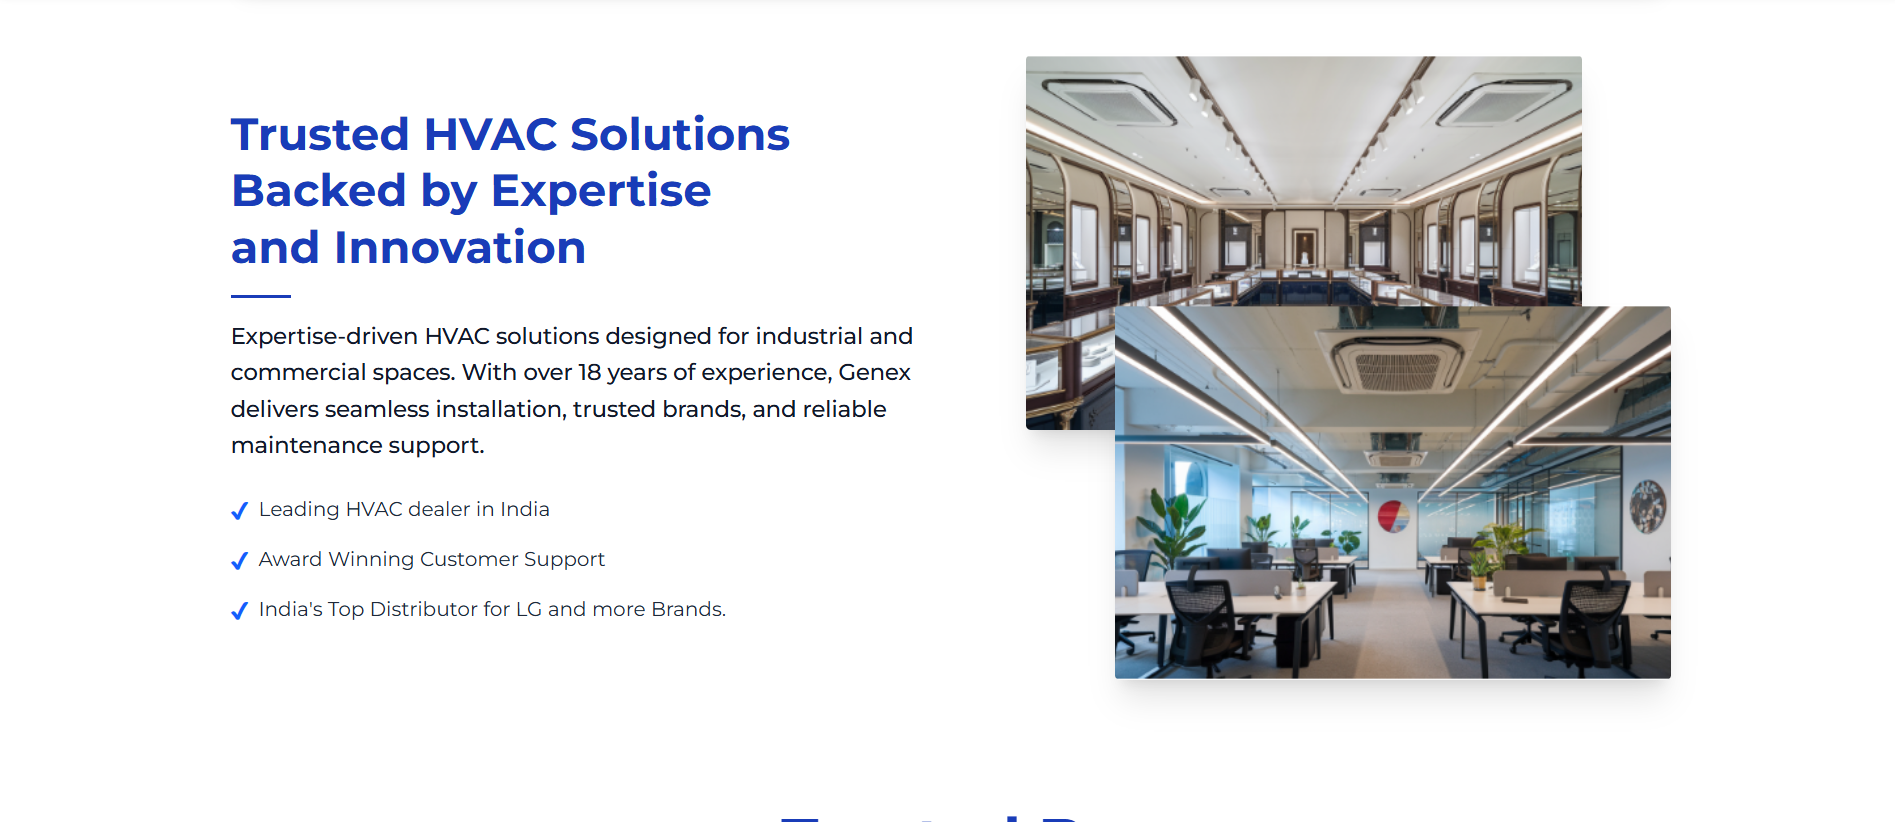 Trusted HVAC Solutions
Backed by Expertise
and Innovation
Expertise-driven HVAC solutions designed for industrial and
commercial spaces. With over 18 years of experience, Genex
delivers seamless installation, trusted brands, and reliable
maintenance support.
Leading HVAC dealer in India
Award Winning Customer Support
India's Top Distributor for LG and more Brands.